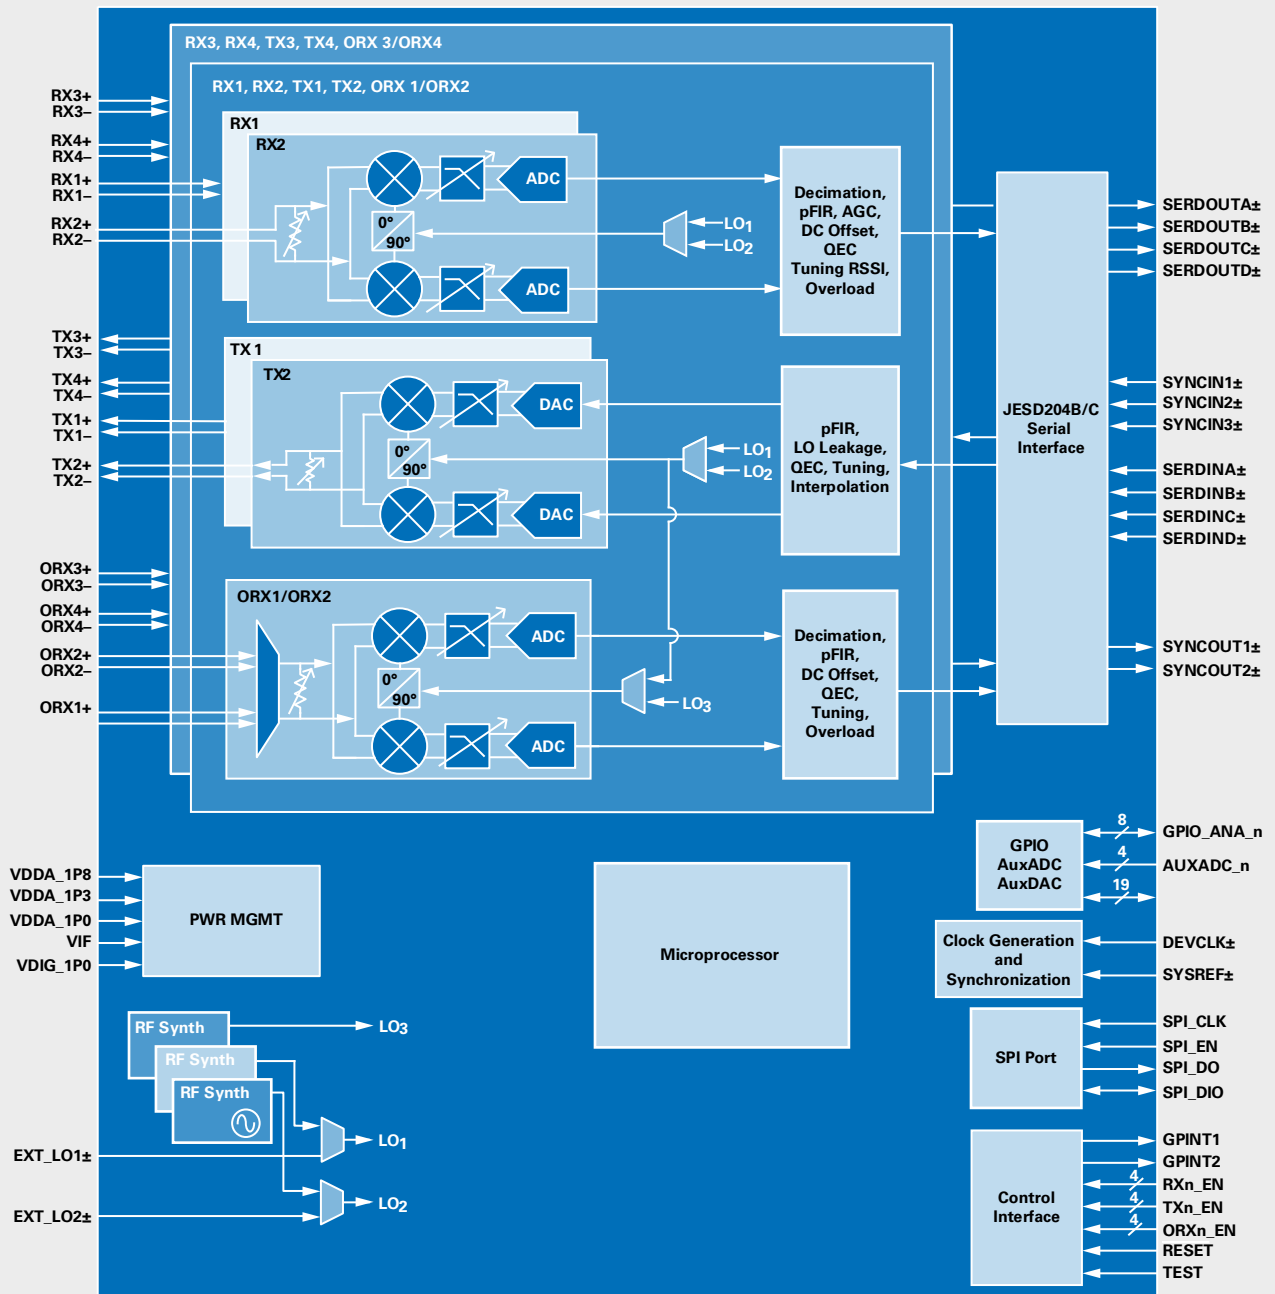 RX3, RX4, TX3, TX4, ORX 3/ORX4
RX1, RX2, TX1, TX2, ORX 1/ORX2
RX3+
RX3–
RX4+
RX4–
RX1+
RX1–
RX2+
RX2–
RX1
RX2
ADC
0°
90°
ADC
LO1
LO2
Decimation,
pFIR, AGC,
DC Offset,
QEC
Tuning RSSI,
Overload
TX3+
TX3–
TX4+
TX4–
TX1+
TX1–
TX2+
TX2–
TX 1
TX2
DAC
0°
90°
DAC
LO1
LO2
pFIR,
LO Leakage,
QEC, Tuning,
Interpolation
ORX3+
ORX3–
ORX4+
ORX4–
ORX2+
ORX2–
ORX1+
ORX1/ORX2
ADC
0°
90°
ADC
LO3
Decimation,
pFIR,
DC Offset,
QEC,
Tuning,
Overload
JESD204B/C
Serial
Interface
SERDOUTA±
SERDOUTB±
SERDOUTC±
SERDOUTD±
SYNCIN1±
SYNCIN2±
SYNCIN3±
SERDINA±
SERDINB±
SERDINC±
SERDIND±
SYNCOUT1±
SYNCOUT2±
VDDA_1P8
VDDA_1P3
VDDA_1P0
VIF
VDIG_1P0
PWR MGMT
Microprocessor
GPIO
AuxADC
AuxDAC
8
GPIO_ANA_n
4
AUXADC_n
19
Clock Generation
and
Synchronization
DEVCLK±
SYSREF±
SPI Port
SPI_CLK
SPI_EN
SPI_DO
SPI_DIO
Control
Interface
GPINT1
GPINT2
4
RXn_EN
4
TXn_EN
4
ORXn_EN
RESET
TEST
RF Synth
LO3
RF Synth
RF Synth
LO1
EXT_LO1±
LO2
EXT_LO2±